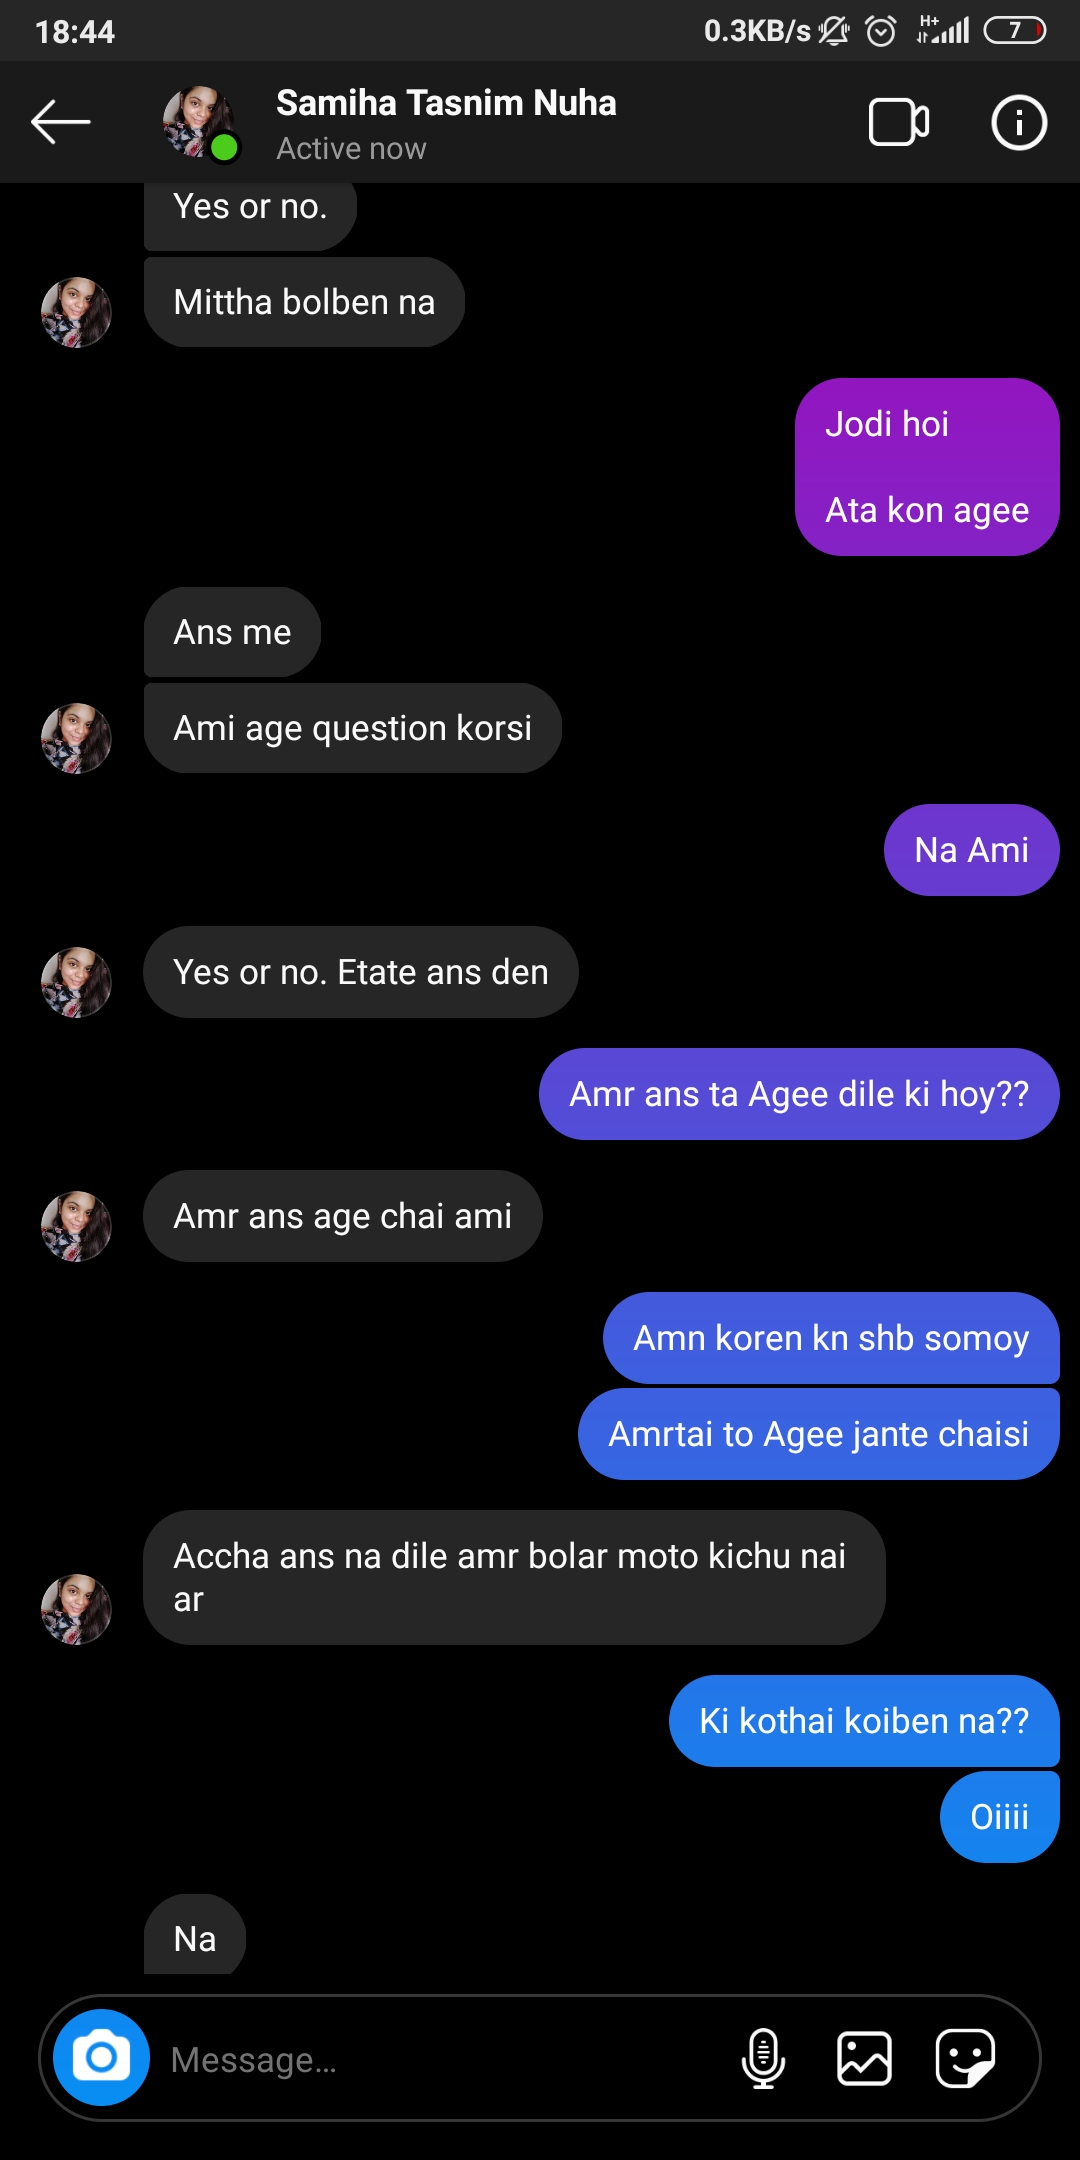 18:44
0.3KB/s
H+
7
Samiha Tasnim Nuha
Active now
Yes or no.
Mittha bolben na
Jodi hoi
Ata kon agee
Ans me
Ami age question korsi
Na Ami
Yes or no. Etate ans den
Amr ans ta Agee dile ki hoy??
Amr ans age chai ami
Amn koren kn shb somoy
Amrtai to Agee jante chaisi
Accha ans na dile amr bolar moto kichu nai
ar
Ki kothai koiben na??
Oiiii
Na
Message...